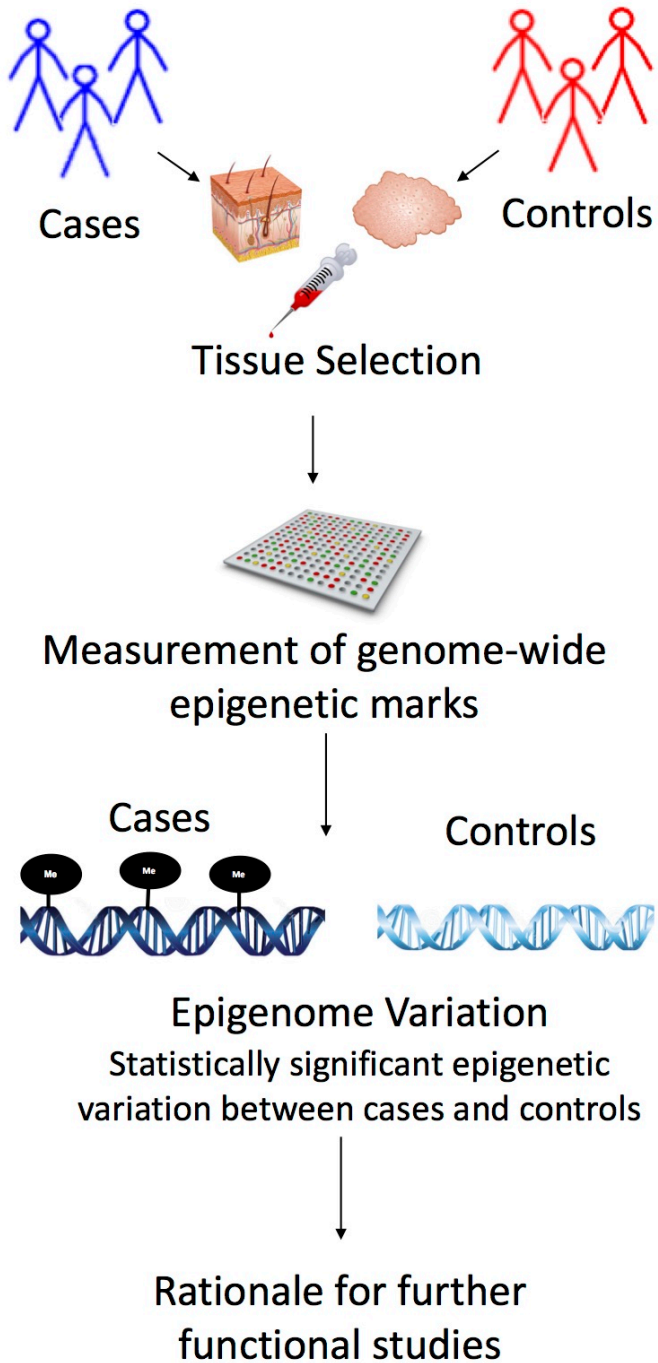 Cases
Controls
Tissue Selection
Measurement of genome-wide
epigenetic marks
Cases
Controls
Me
Me
Me
Epigenome Variation
Statistically significant epigenetic
variation between cases and controls
Rationale for further
functional studies